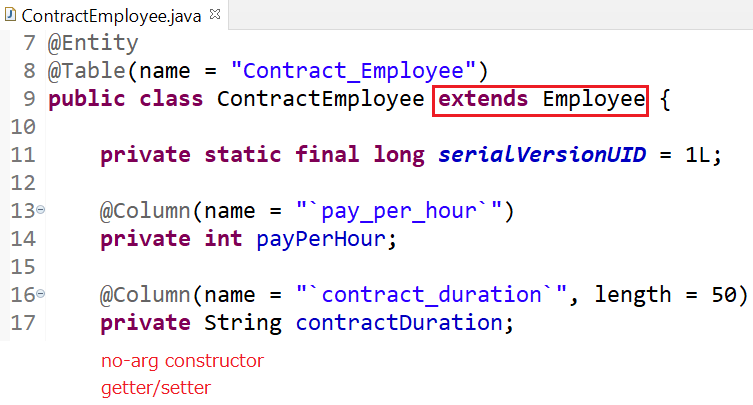 ContractEmployee.java
7 @Entity
8 @Table(name = "Contract_Employee")
9 public class ContractEmployee extends Employee {
10
11 private static final long serialVersionUID = 1L;
12
13 @Column(name = "`pay_per_hour`")
14 private int payPerHour;
15
16 @Column(name = "`contract_duration`", length = 50)
17 private String contractDuration;
no-arg constructor
getter/setter